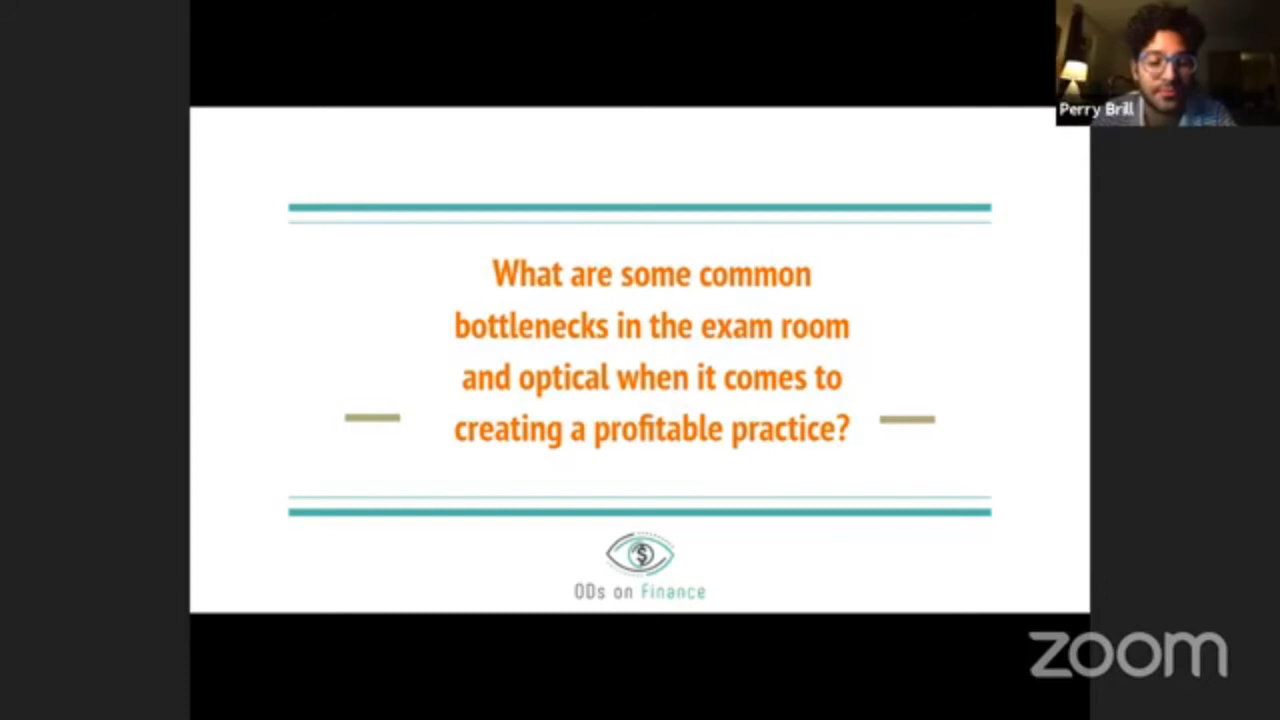 Perry Brill
What are some common
bottlenecks in the exam room
and optical when it comes to
creating a profitable practice?
$
ODs on Finance
zoom